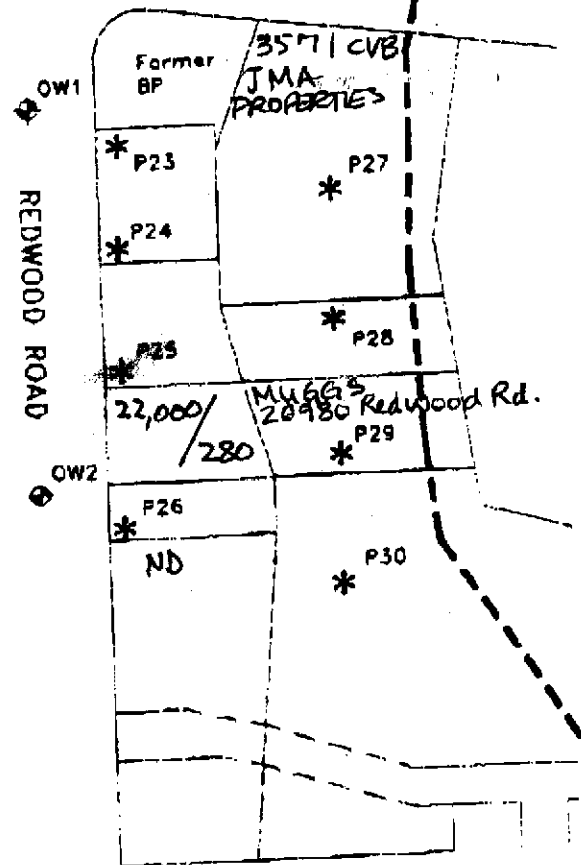 3571 CVB
JMA
PROPERTIES
Former
BP
OW1
P23
P27
REDWOOD ROAD
P24
P28
P25
MUGGS
26980 Redwood Rd.
22,000/280
P29
OW2
P26
ND
P30